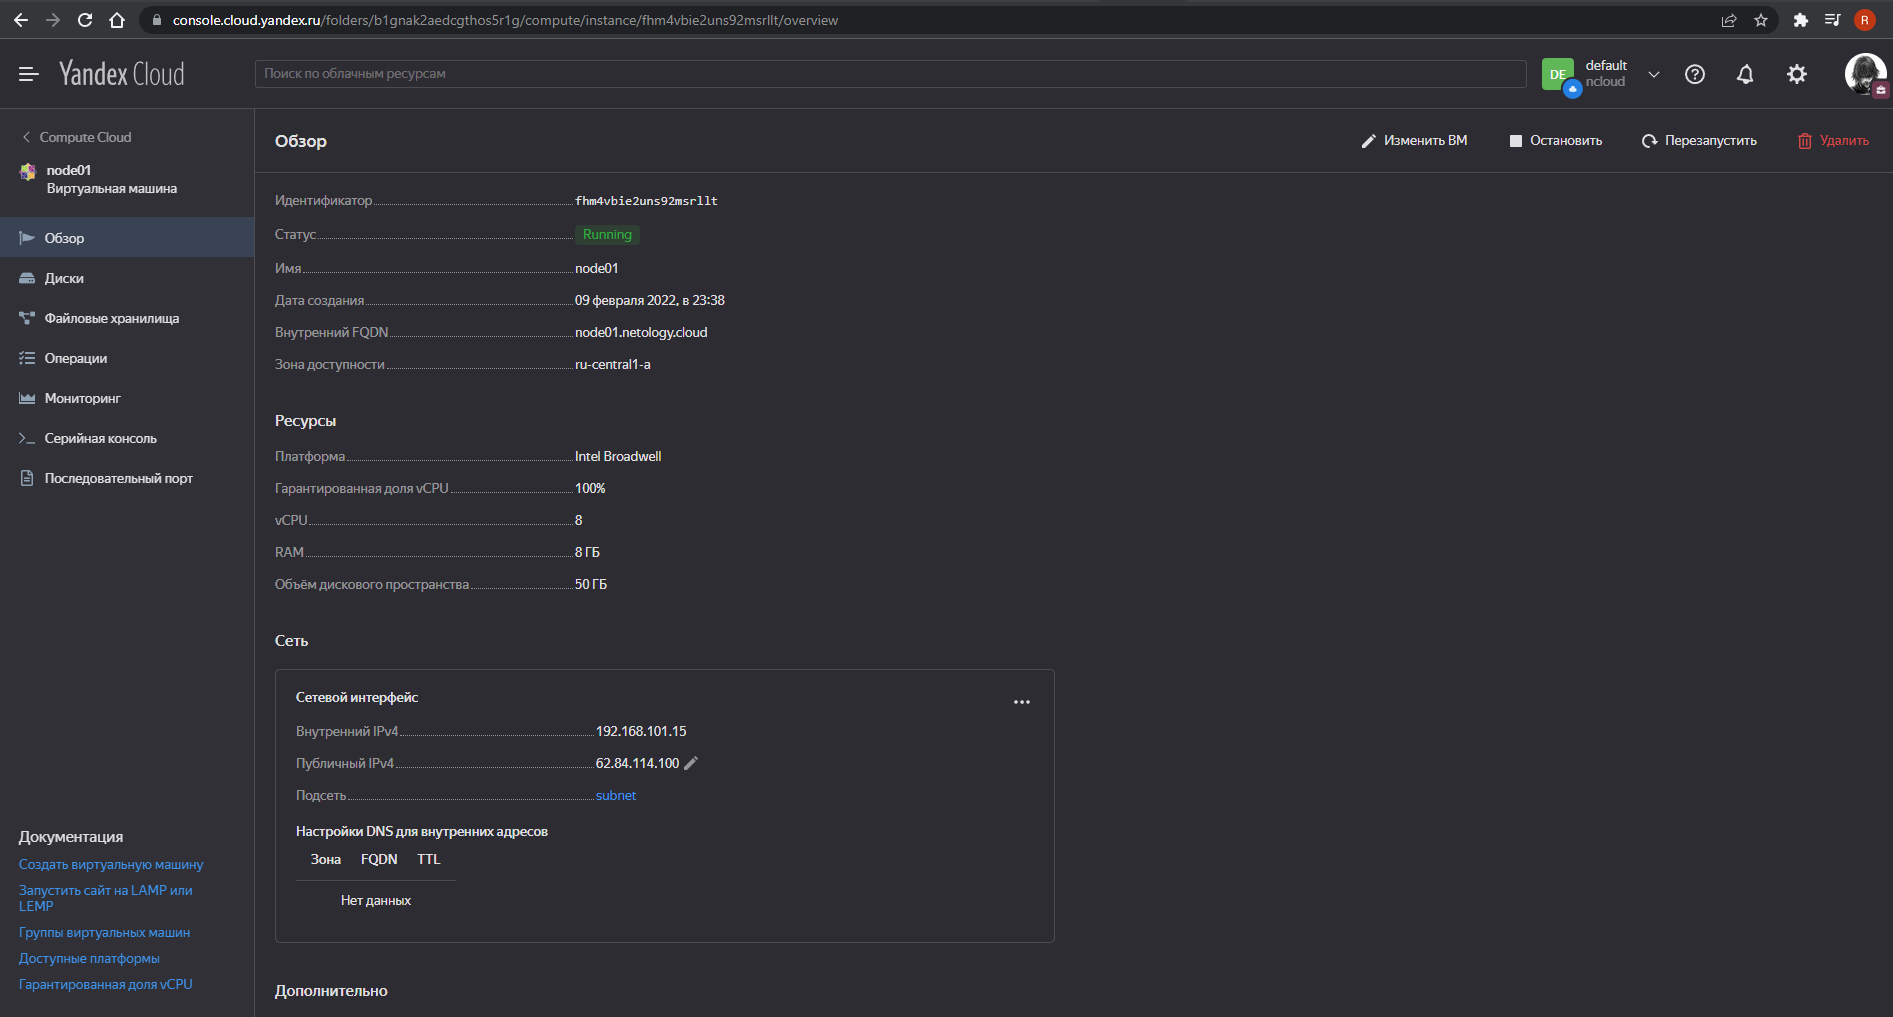 console.cloud.yandex.ru/folders/b1gnak2aedcgthos5r1g/compute/instance/fhm4vbie2uns92msrllt/overview
R
Yandex Cloud
Поиск по облачным ресурсам
DE
default
ncloud
Compute Cloud
node01
Виртуальная машина
Обзор
Диски
Файловые хранилища
Операции
Мониторинг
Серийная консоль
Последовательный порт
Документация
Создать виртуальную машину
Запустить сайт на LAMP или
LEMP
Группы виртуальных машин
Доступные платформы
Гарантированная доля vCPU
Обзор
Изменить ВМ
Остановить
Перезапустить
Удалить
Идентификатор fhm4vbie2uns92msrllt
Статус Running
Имя node01
Дата создания 09 февраля 2022, в 23:38
Внутренний FQDN node01.netology.cloud
Зона доступности ru-central1-a
Ресурсы
Платформа Intel Broadwell
Гарантированная доля vCPU 100%
vCPU 8
RAM 8 ГБ
Объём дискового пространства 50 ГБ
Сеть
Сетевой интерфейс
Внутренний IPv4 192.168.101.15
Публичный IPv4 62.84.114.100
Подсеть subnet
Настройки DNS для внутренних адресов
Зона FQDN TTL
Нет данных
Дополнительно